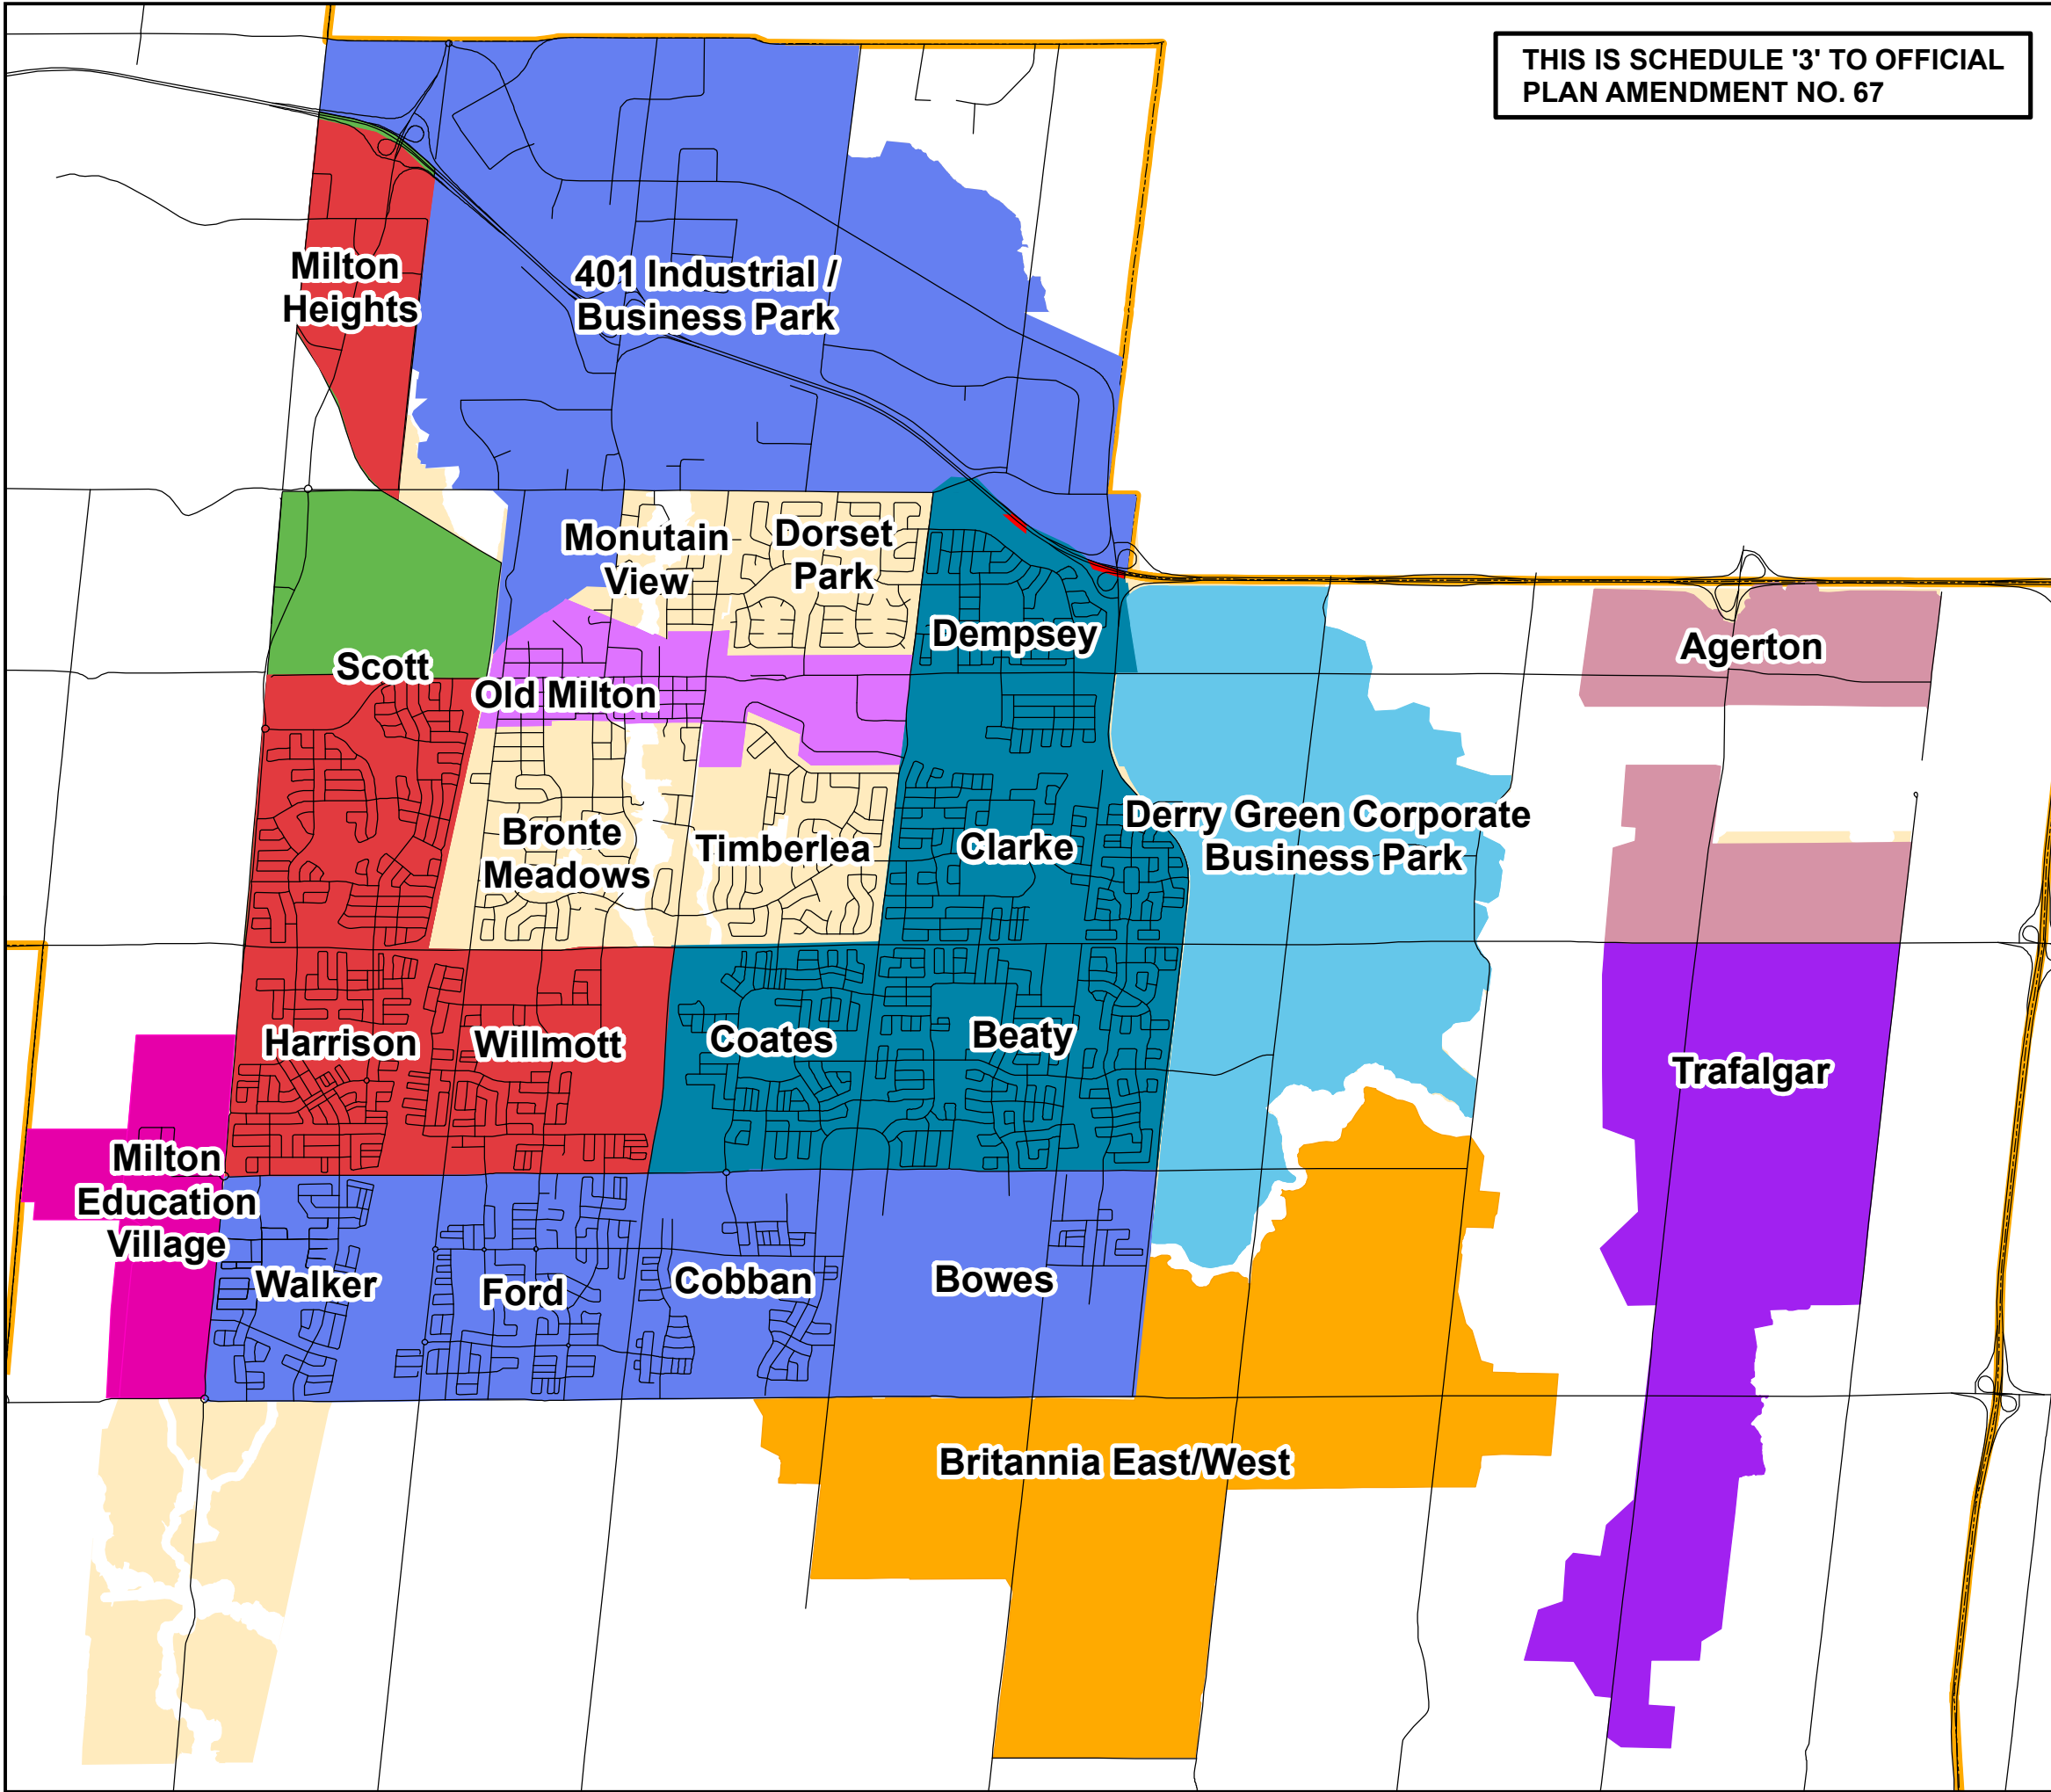 THIS IS SCHEDULE '3' TO OFFICIAL
PLAN AMENDMENT NO. 67
Milton
Heights
401 Industrial /
Business Park
Monutain
View
Dorset
Park
Dempsey
Agerton
Scott
Old Milton
Bronte
Meadows
Timberlea
Clarke
Derry Green Corporate
Business Park
Harrison
Willmott
Coates
Beaty
Trafalgar
Milton
Education
Village
Walker
Ford
Cobban
Bowes
Britannia East/West